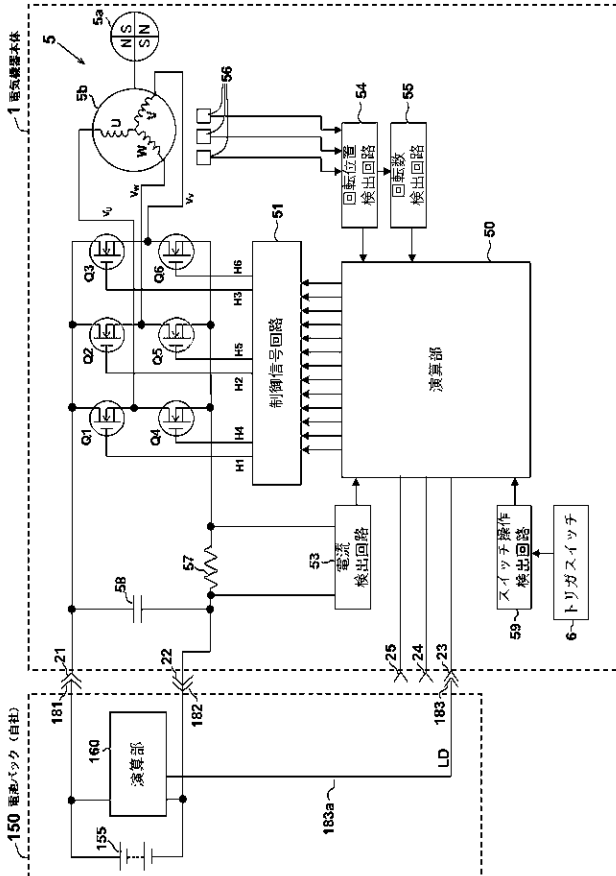 1 電気機器本体
5
5a
N S
S N
5b
U
V
W
Vu
Vw
Vv
56
54
回転位置
検出回路
55
回転数
検出回路
Q1
Q2
Q3
Q4
Q5
Q6
H1
H4
H2
H5
H3
H6
51
制御信号回路
50
演算部
57
58
53
電流
検出回路
59
スイッチ操作
検出回路
6
トリガスイッチ
21
181
22
182
25
24
23
183
LD
183a
150 電池パック (自社)
160
演算部
155